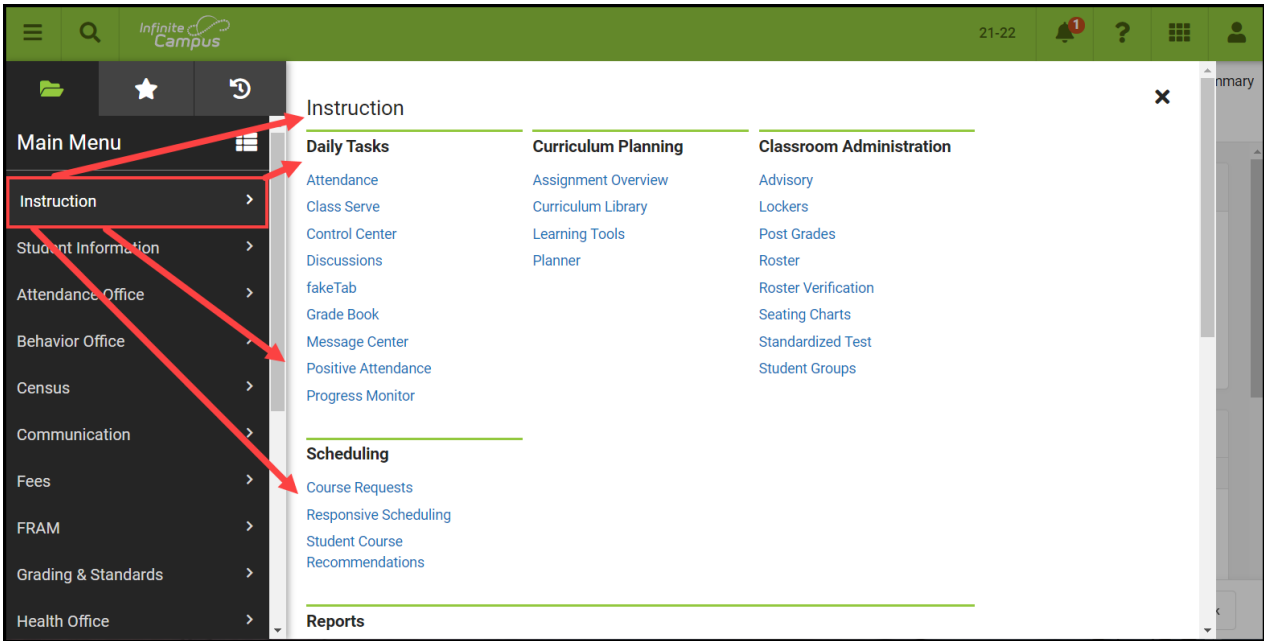 Infinite
Campus
21-22
1
?
mmary
Main Menu
Instruction
Student Information
Attendance Office
Behavior Office
Census
Communication
Fees
FRAM
Grading & Standards
Health Office
Instruction
Daily Tasks
Attendance
Class Serve
Control Center
Discussions
fakeTab
Grade Book
Message Center
Positive Attendance
Progress Monitor
Curriculum Planning
Assignment Overview
Curriculum Library
Learning Tools
Planner
Classroom Administration
Advisory
Lockers
Post Grades
Roster
Roster Verification
Seating Charts
Standardized Test
Student Groups
Scheduling
Course Requests
Responsive Scheduling
Student Course
Recommendations
Reports